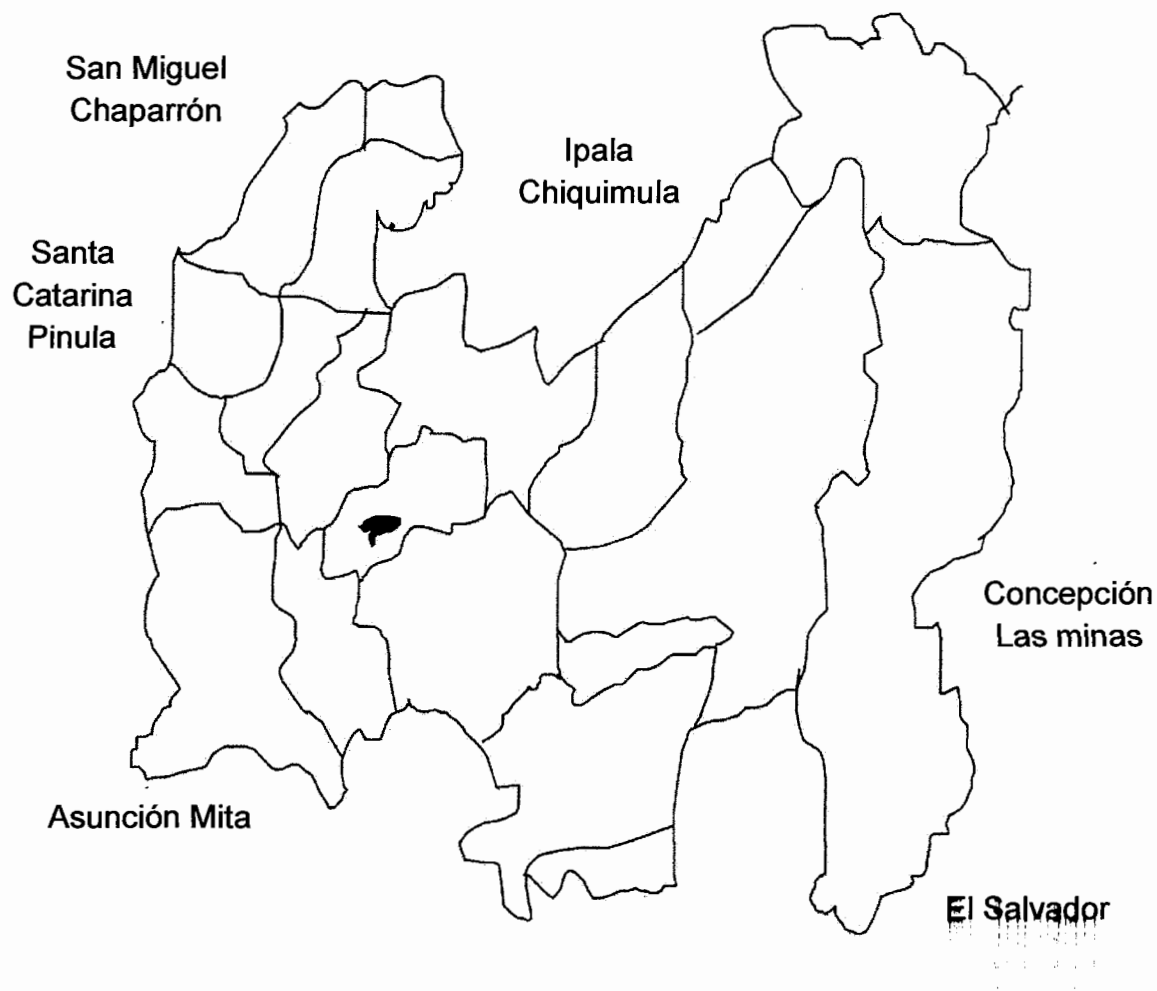 San Miguel
Chaparrón
Ipala
Chiquimula
Santa
Catarina
Pinula
Concepción
Las minas
Asunción Mita
El Salvador